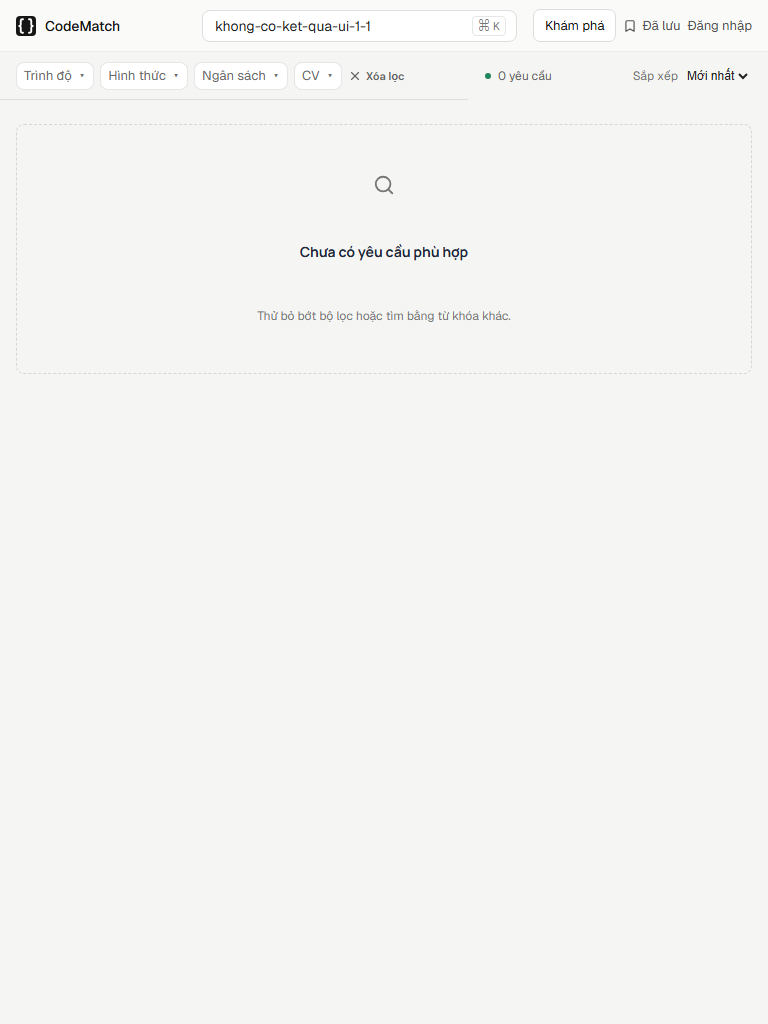 {} CodeMatch
khong-co-ket-qua-ui-1-1
⌘ K
Khám phá
Đã lưu
Đăng nhập
Trình độ
Hình thức
Ngân sách
CV
Xóa lọc
0 yêu cầu
Sắp xếp
Mới nhất
Chưa có yêu cầu phù hợp
Thử bỏ bớt bộ lọc hoặc tìm bằng từ khóa khác.